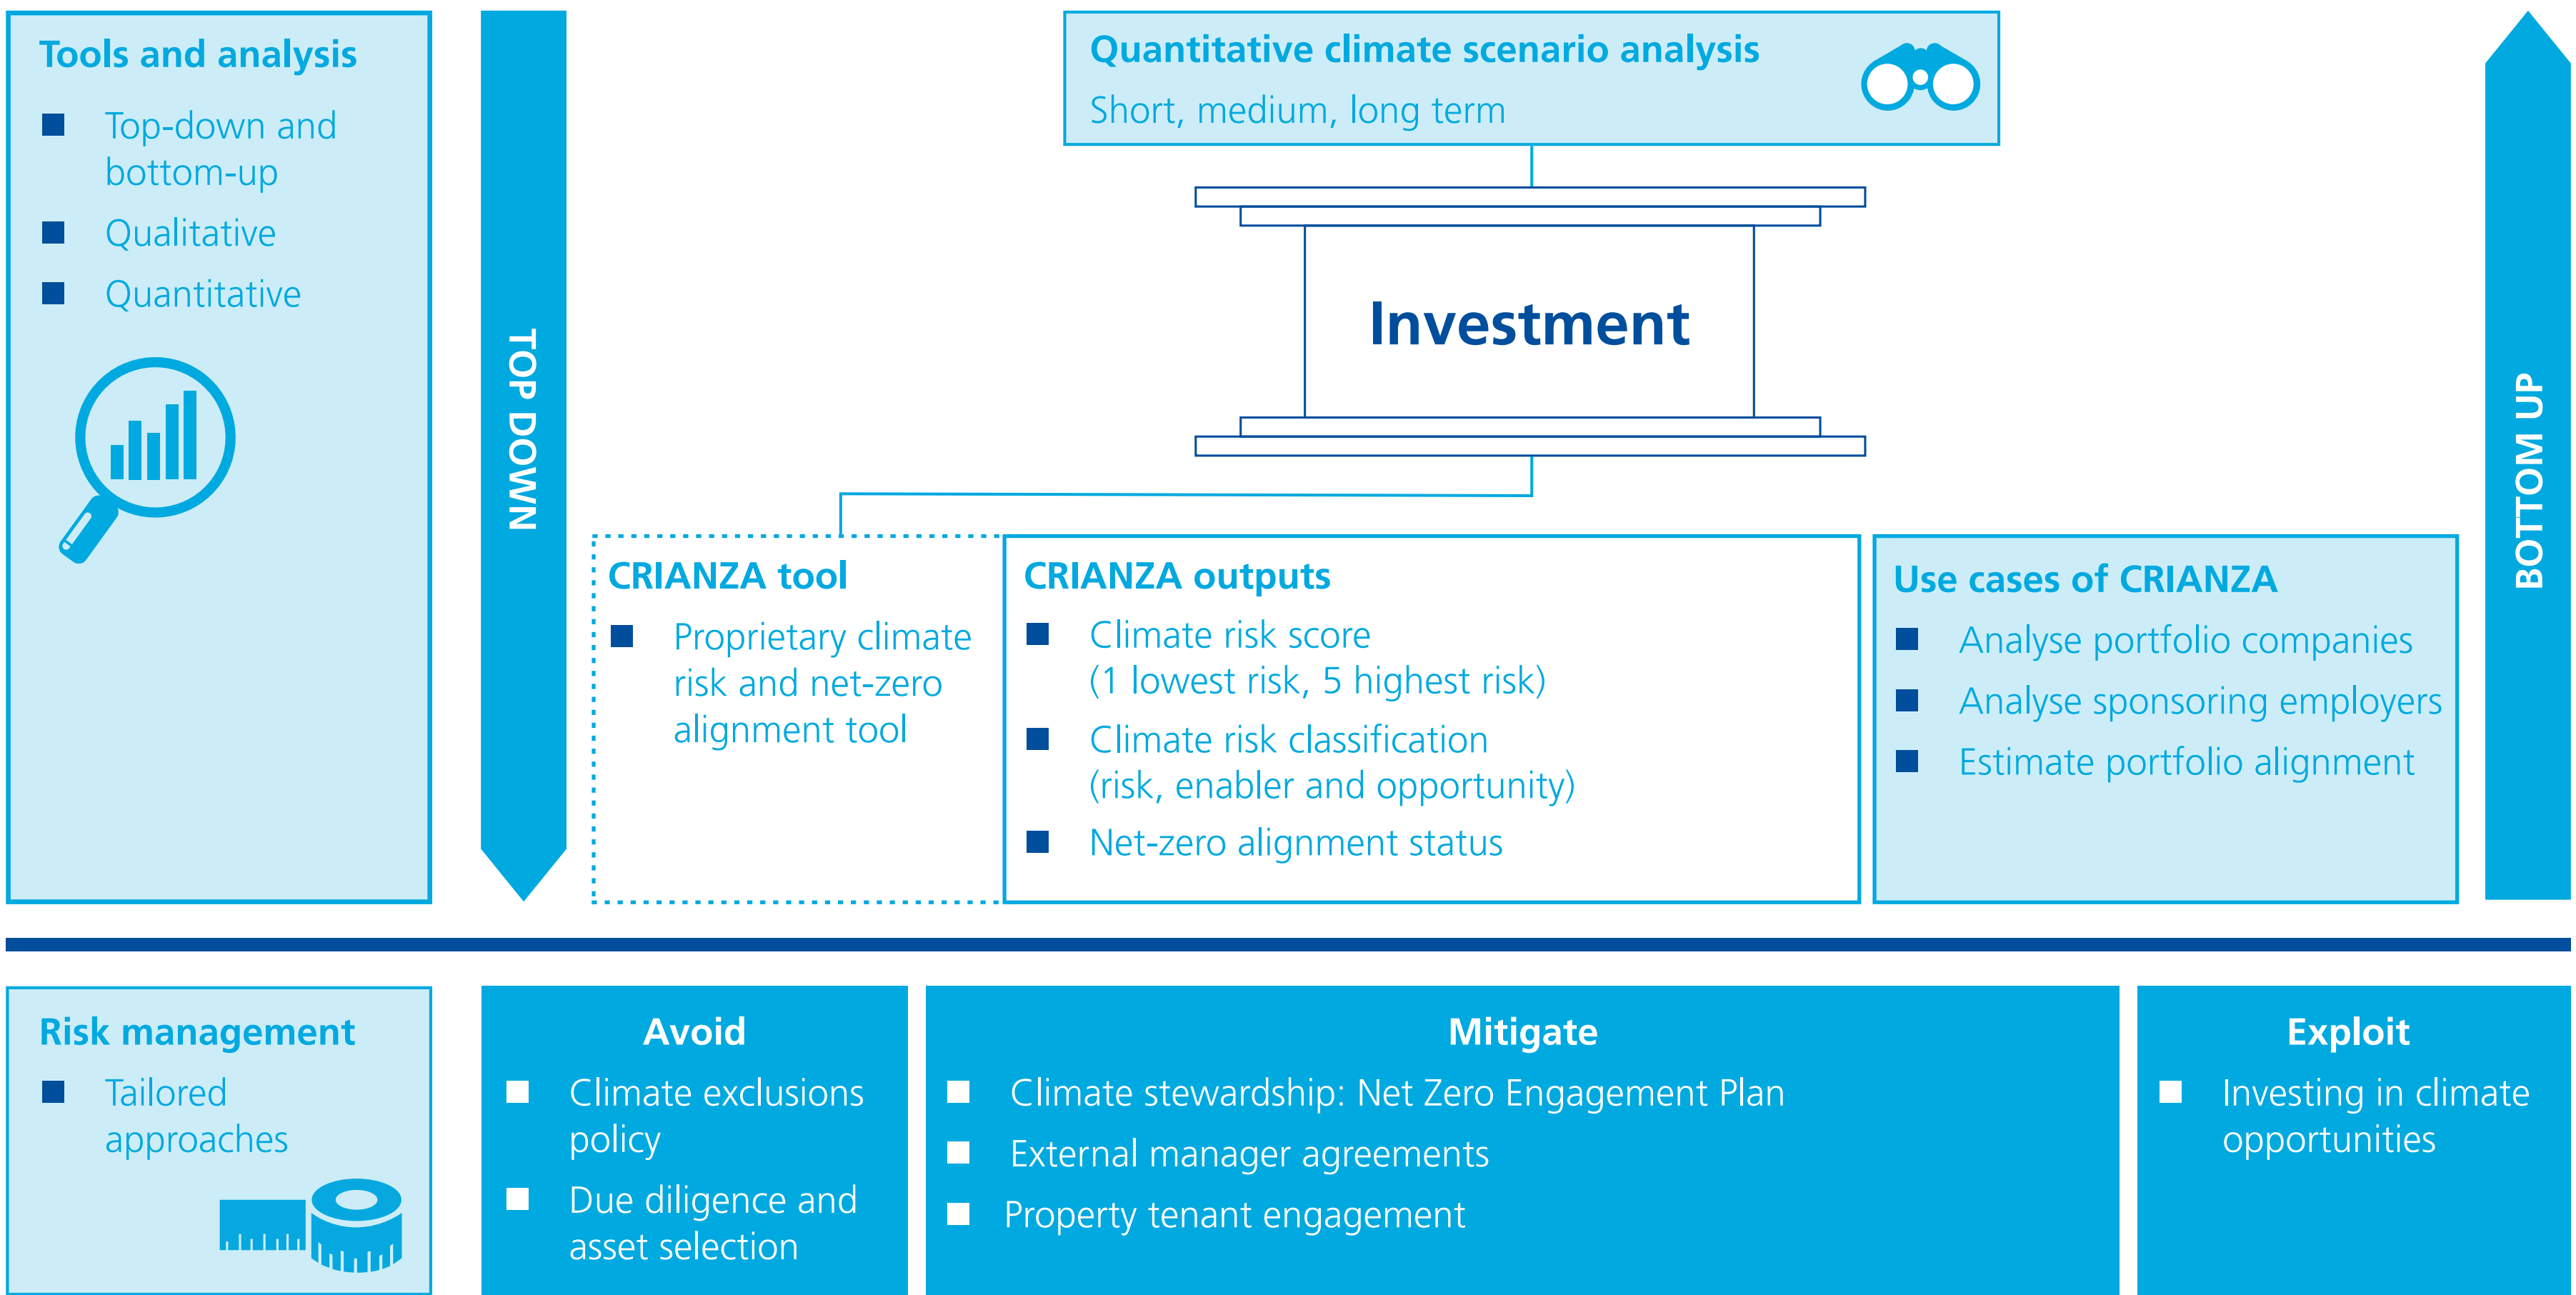 Tools and analysis
Top-down and
bottom-up
Qualitative
Quantitative
TOP DOWN
Quantitative climate scenario analysis
Short, medium, long term
Investment
CRIANZA tool
Proprietary climate
risk and net-zero
alignment tool
CRIANZA outputs
Climate risk score
(1 lowest risk, 5 highest risk)
Climate risk classification
(risk, enabler and opportunity)
Net-zero alignment status
Use cases of CRIANZA
Analyse portfolio companies
Analyse sponsoring employers
Estimate portfolio alignment
BOTTOM UP
Risk management
Tailored
approaches
Avoid
Climate exclusions
policy
Due diligence and
asset selection
Mitigate
Climate stewardship: Net Zero Engagement Plan
External manager agreements
Property tenant engagement
Exploit
Investing in climate
opportunities